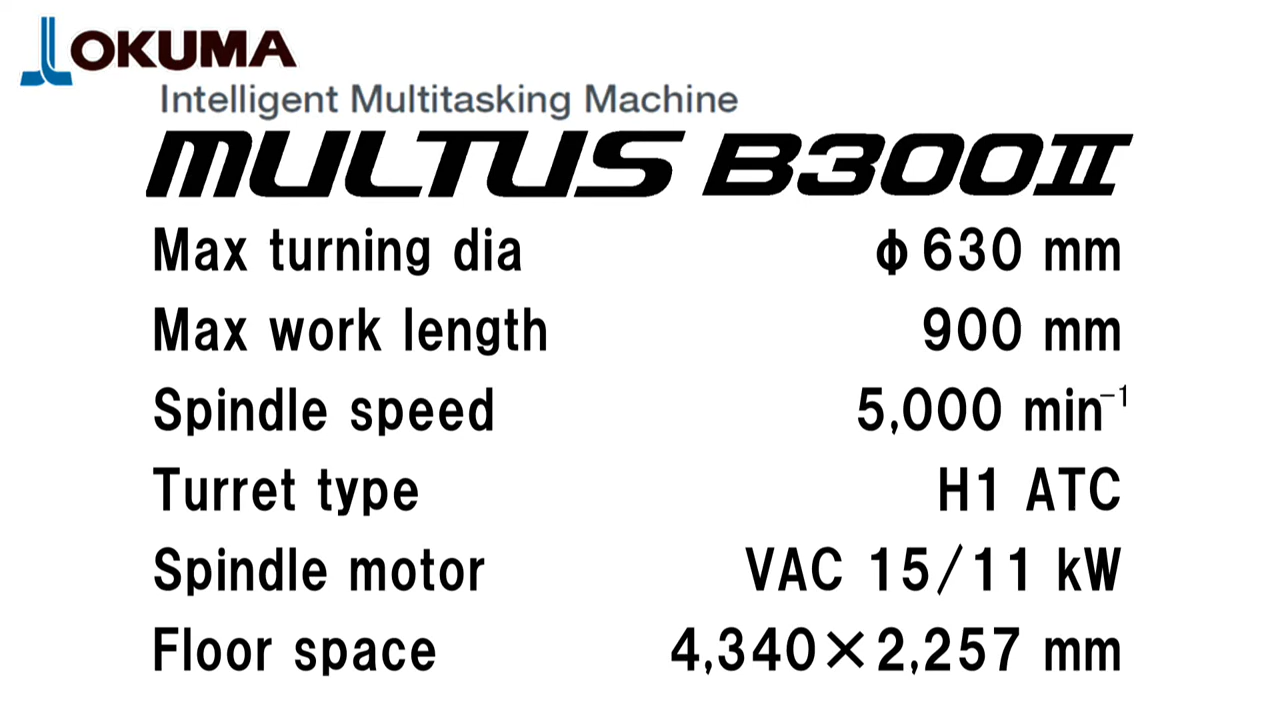 OKUMA
Intelligent Multitasking Machine
MULTUS B300II
Max turning dia φ630 mm
Max work length 900 mm
Spindle speed 5,000 min⁻¹
Turret type H1 ATC
Spindle motor VAC 15/11 kW
Floor space 4,340×2,257 mm